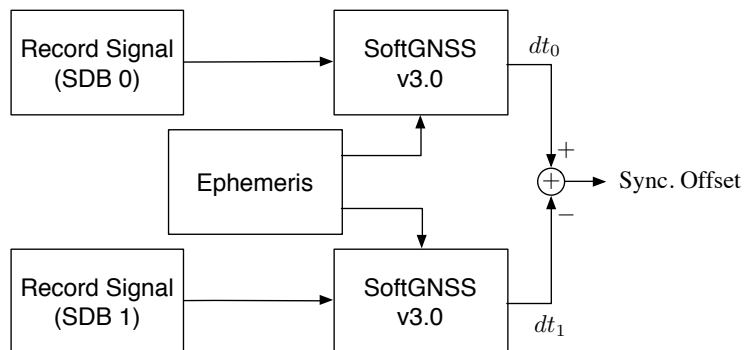 Record Signal
(SDB 0)
SoftGNSS
v3.0
dt₀
Ephemeris
+
+
Sync. Offset
−
Record Signal
(SDB 1)
SoftGNSS
v3.0
dt₁